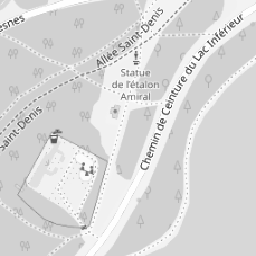 Allée Saint-Denis
Statue
de l'étalon
Amiral
Chemin de Ceinture du Lac Inférieur
Saint-Denis